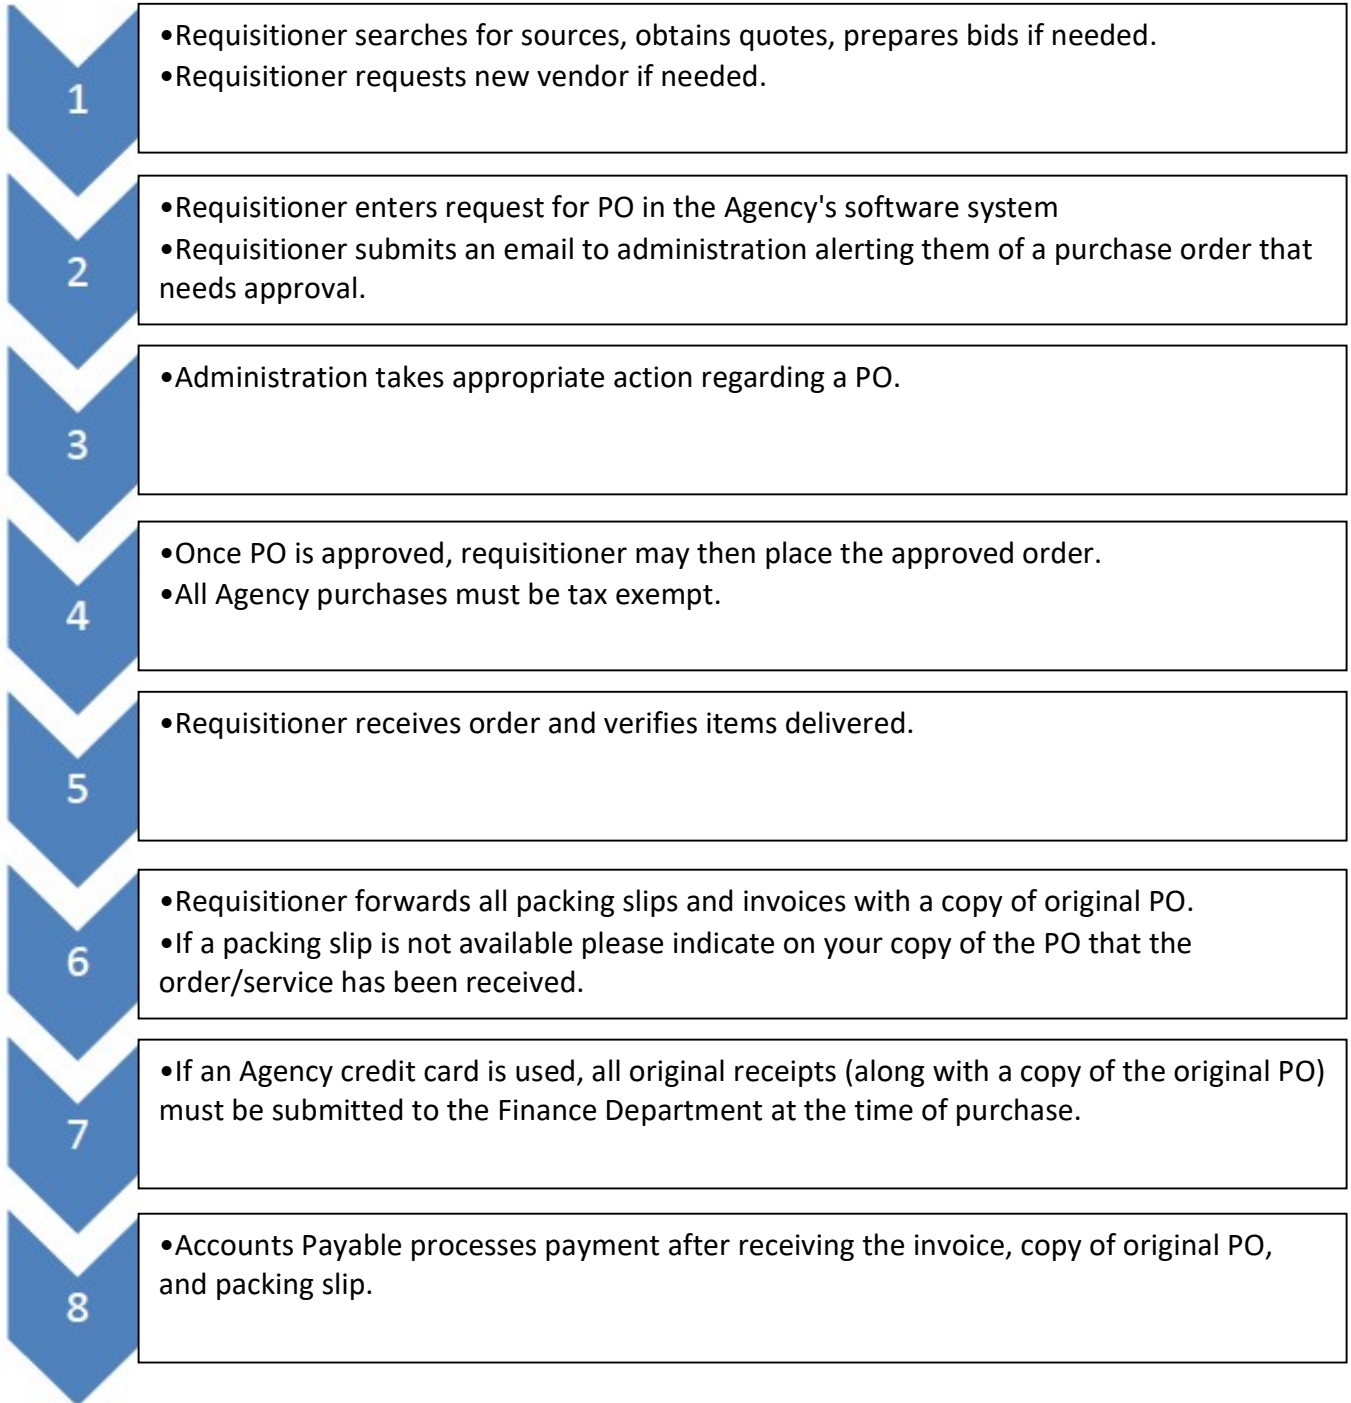 1
•Requisitioner searches for sources, obtains quotes, prepares bids if needed.
•Requisitioner requests new vendor if needed.
2
•Requisitioner enters request for PO in the Agency's software system
•Requisitioner submits an email to administration alerting them of a purchase order that
needs approval.
3
•Administration takes appropriate action regarding a PO.
4
•Once PO is approved, requisitioner may then place the approved order.
•All Agency purchases must be tax exempt.
5
•Requisitioner receives order and verifies items delivered.
6
•Requisitioner forwards all packing slips and invoices with a copy of original PO.
•If a packing slip is not available please indicate on your copy of the PO that the
order/service has been received.
7
•If an Agency credit card is used, all original receipts (along with a copy of the original PO)
must be submitted to the Finance Department at the time of purchase.
8
•Accounts Payable processes payment after receiving the invoice, copy of original PO,
and packing slip.